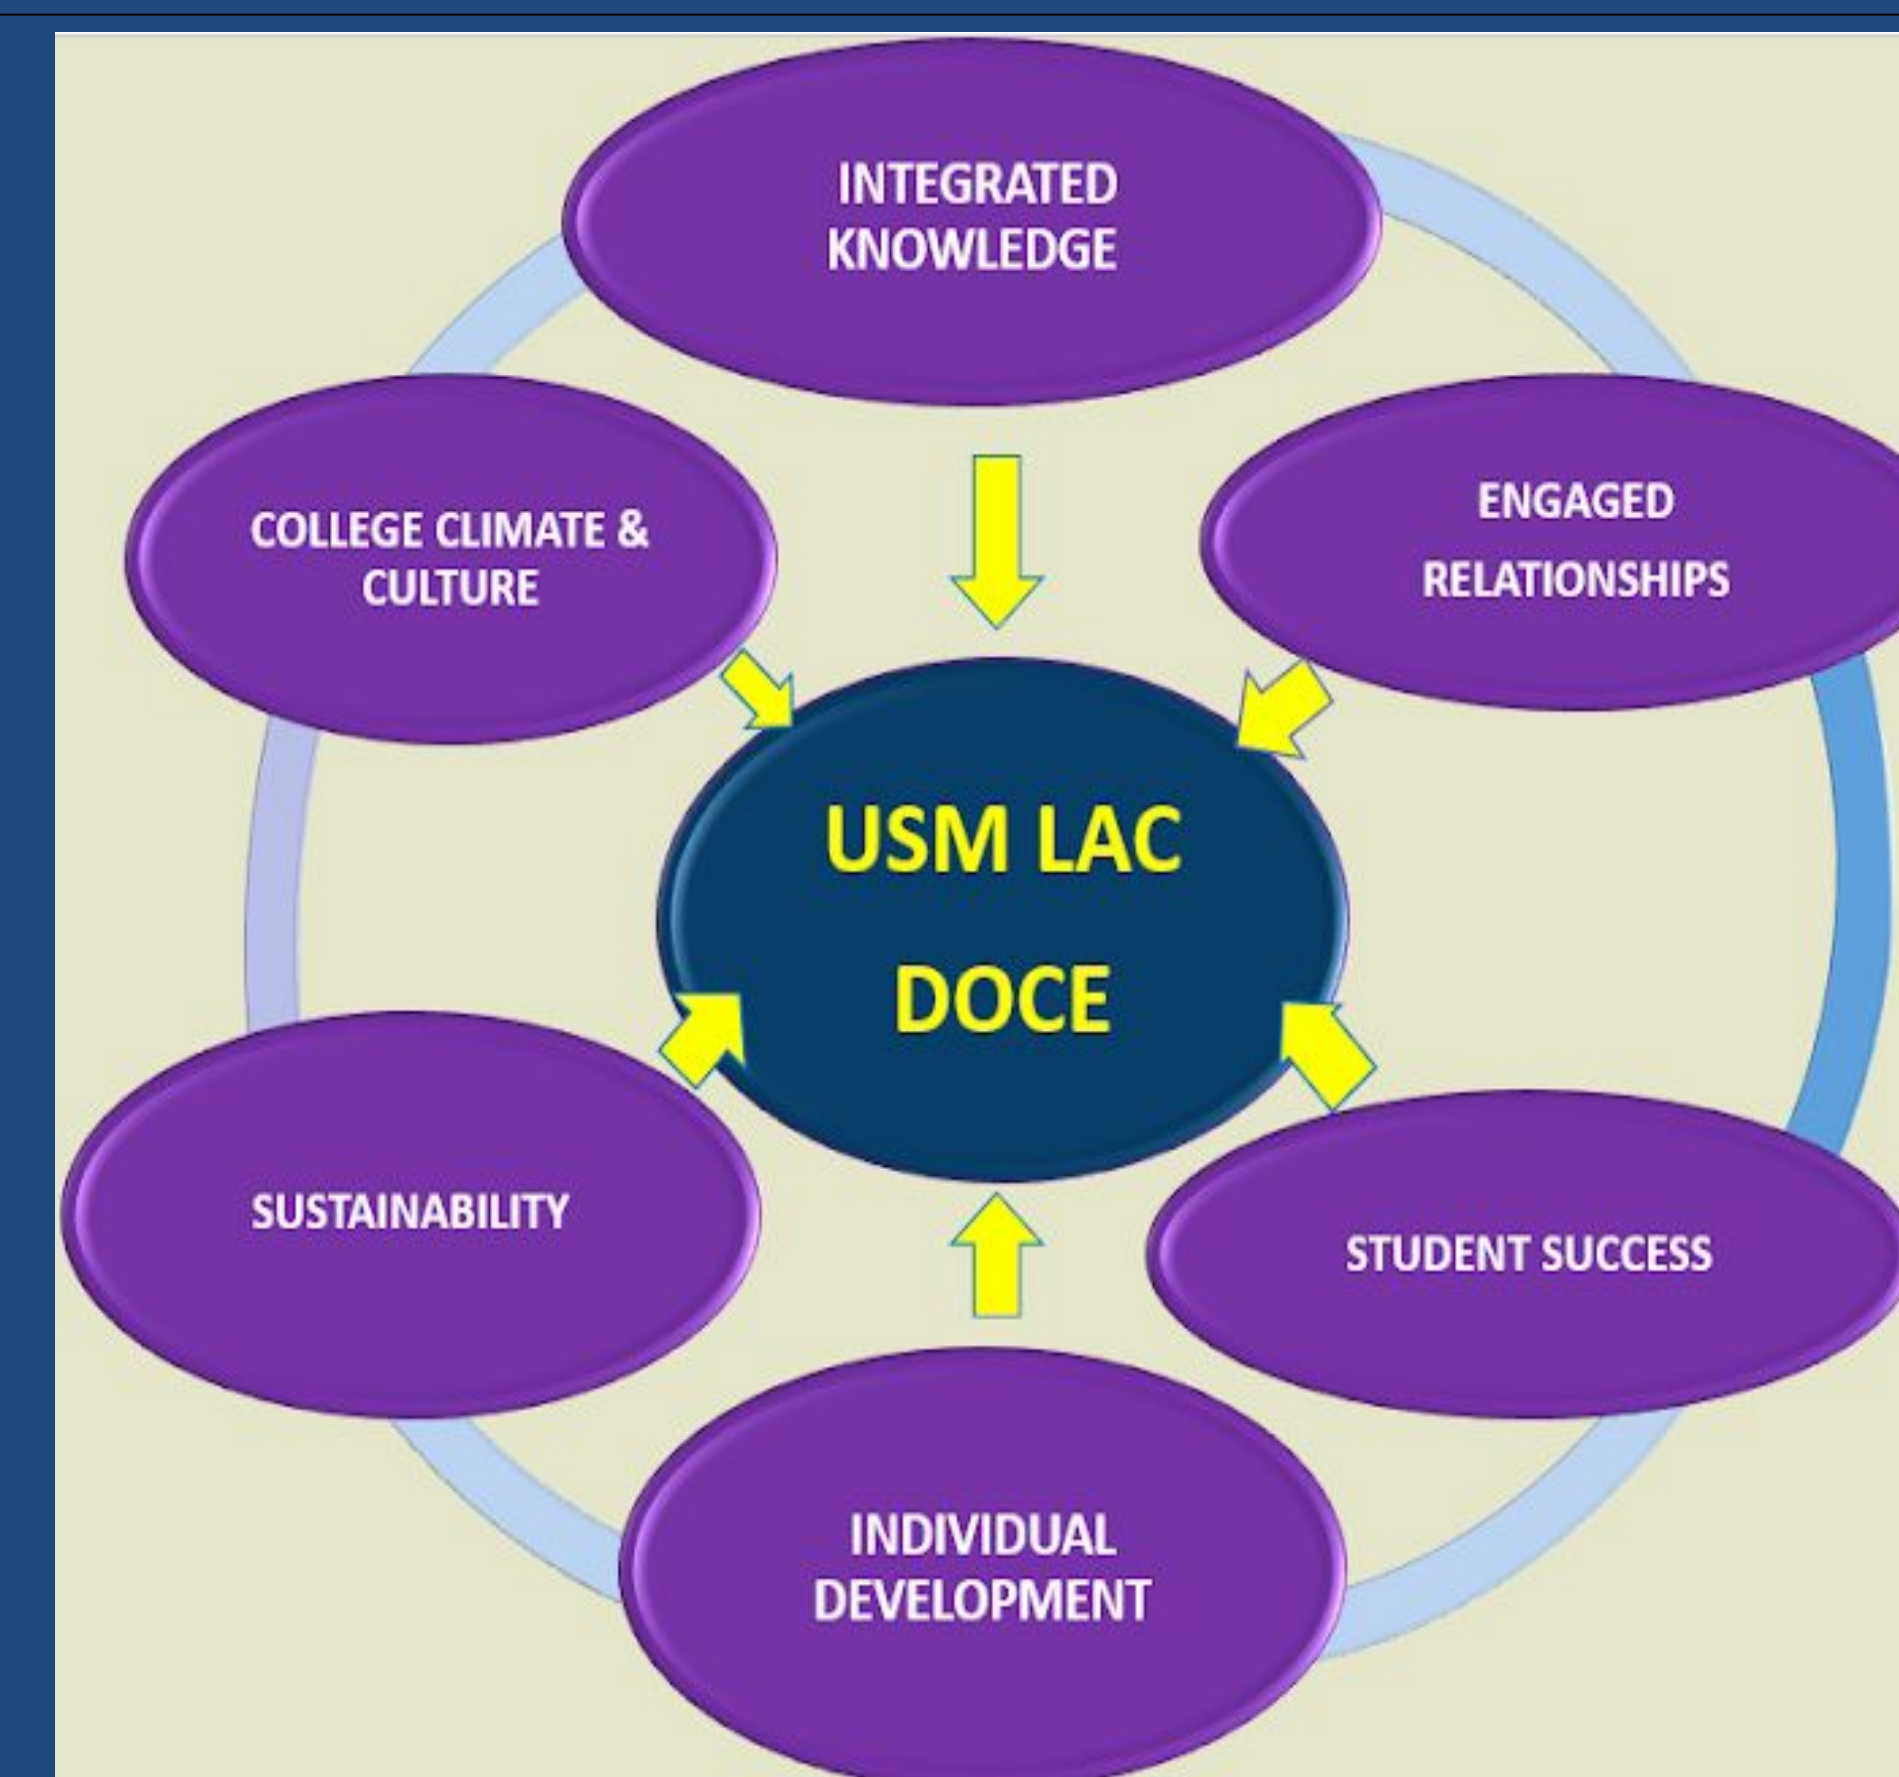 INTEGRATED
KNOWLEDGE
ENGAGED
RELATIONSHIPS
COLLEGE CLIMATE &
CULTURE
USM LAC
DOCE
SUSTAINABILITY
STUDENT SUCCESS
INDIVIDUAL
DEVELOPMENT